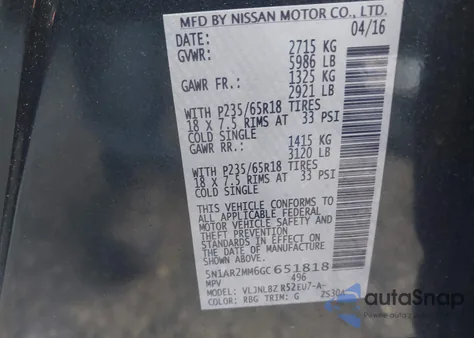 MFD BY NISSAN MOTOR CO., LTD.
DATE: 04/16
GVWR: 2715 KG
5986 LB
GAWR FR.: 1325 KG
2921 LB
WITH P235/65R18 TIRES
18 X 7.5 RIMS AT 33 PSI
COLD SINGLE
GAWR RR.: 1415 KG
3120 LB
WITH P235/65R18 TIRES
18 X 7.5 RIMS AT 33 PSI
COLD SINGLE
THIS VEHICLE CONFORMS TO
ALL APPLICABLE FEDERAL
MOTOR VEHICLE SAFETY AND
THEFT PREVENTION STANDARDS
IN EFFECT ON THE DATE
OF MANUFACTURE SHOWN ABOVE.
5N1AR2MM6GC651818
MPV 496
MODEL: VLJNLBZ R52EU7-A-
COLOR: RBG TRIM: G ZS30A
autoSnap